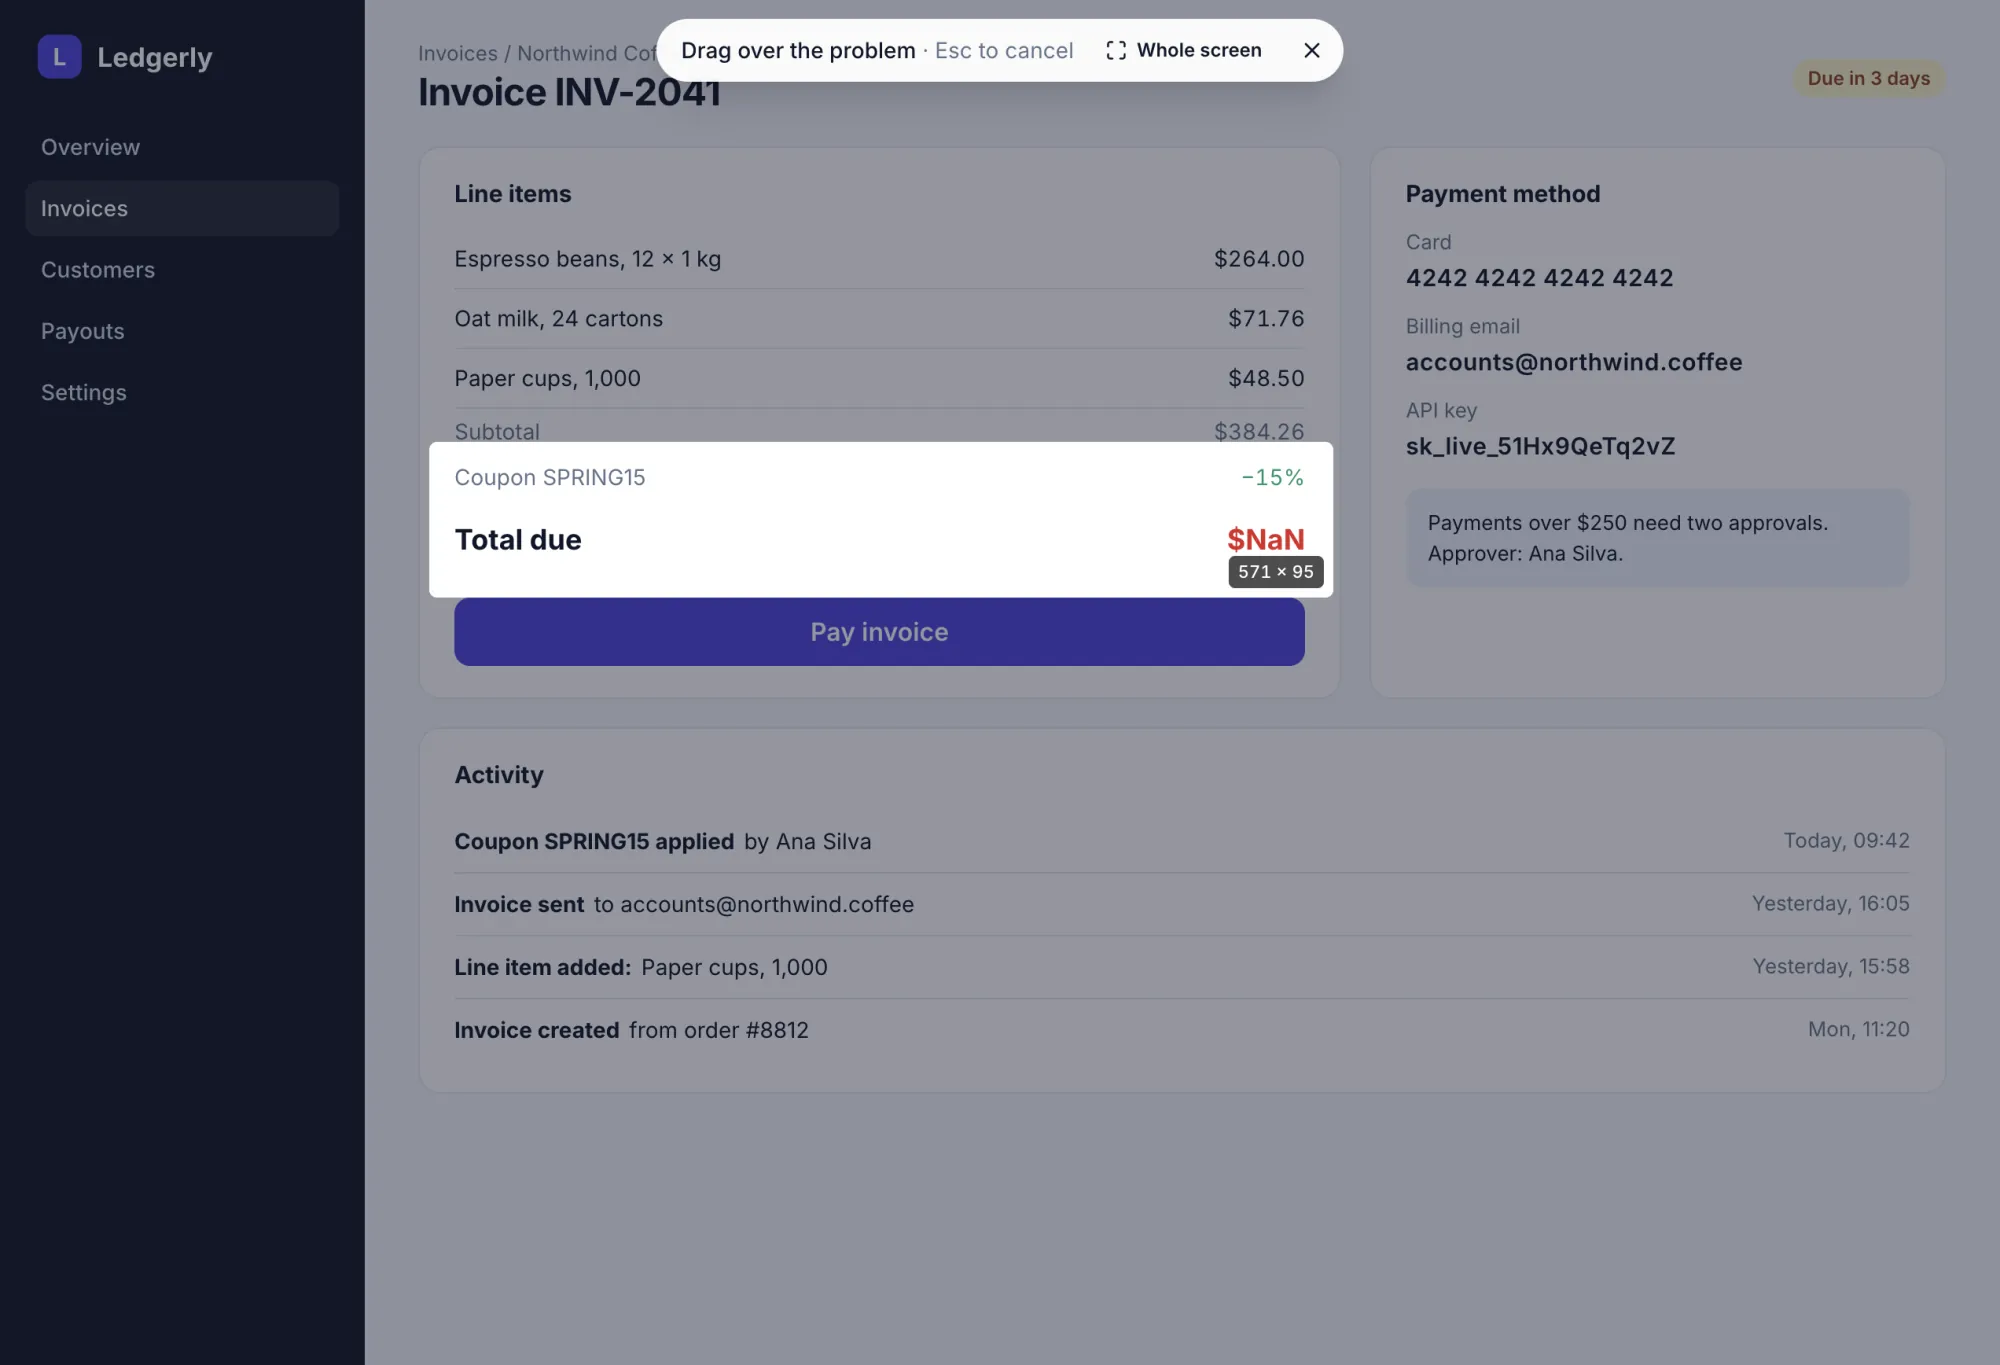 L Ledgerly
Overview
Invoices
Customers
Payouts
Settings
Drag over the problem · Esc to cancel Whole screen
Invoices / Northwind Cof
Invoice INV-2041
Due in 3 days
Line items
Espresso beans, 12 × 1 kg $264.00
Oat milk, 24 cartons $71.76
Paper cups, 1,000 $48.50
Subtotal $384.26
Coupon SPRING15 −15%
Total due $NaN
571 × 95
Pay invoice
Payment method
Card
4242 4242 4242 4242
Billing email
accounts@northwind.coffee
API key
sk_live_51Hx9QeTq2vZ
Payments over $250 need two approvals.
Approver: Ana Silva.
Activity
Coupon SPRING15 applied by Ana Silva Today, 09:42
Invoice sent to accounts@northwind.coffee Yesterday, 16:05
Line item added: Paper cups, 1,000 Yesterday, 15:58
Invoice created from order #8812 Mon, 11:20